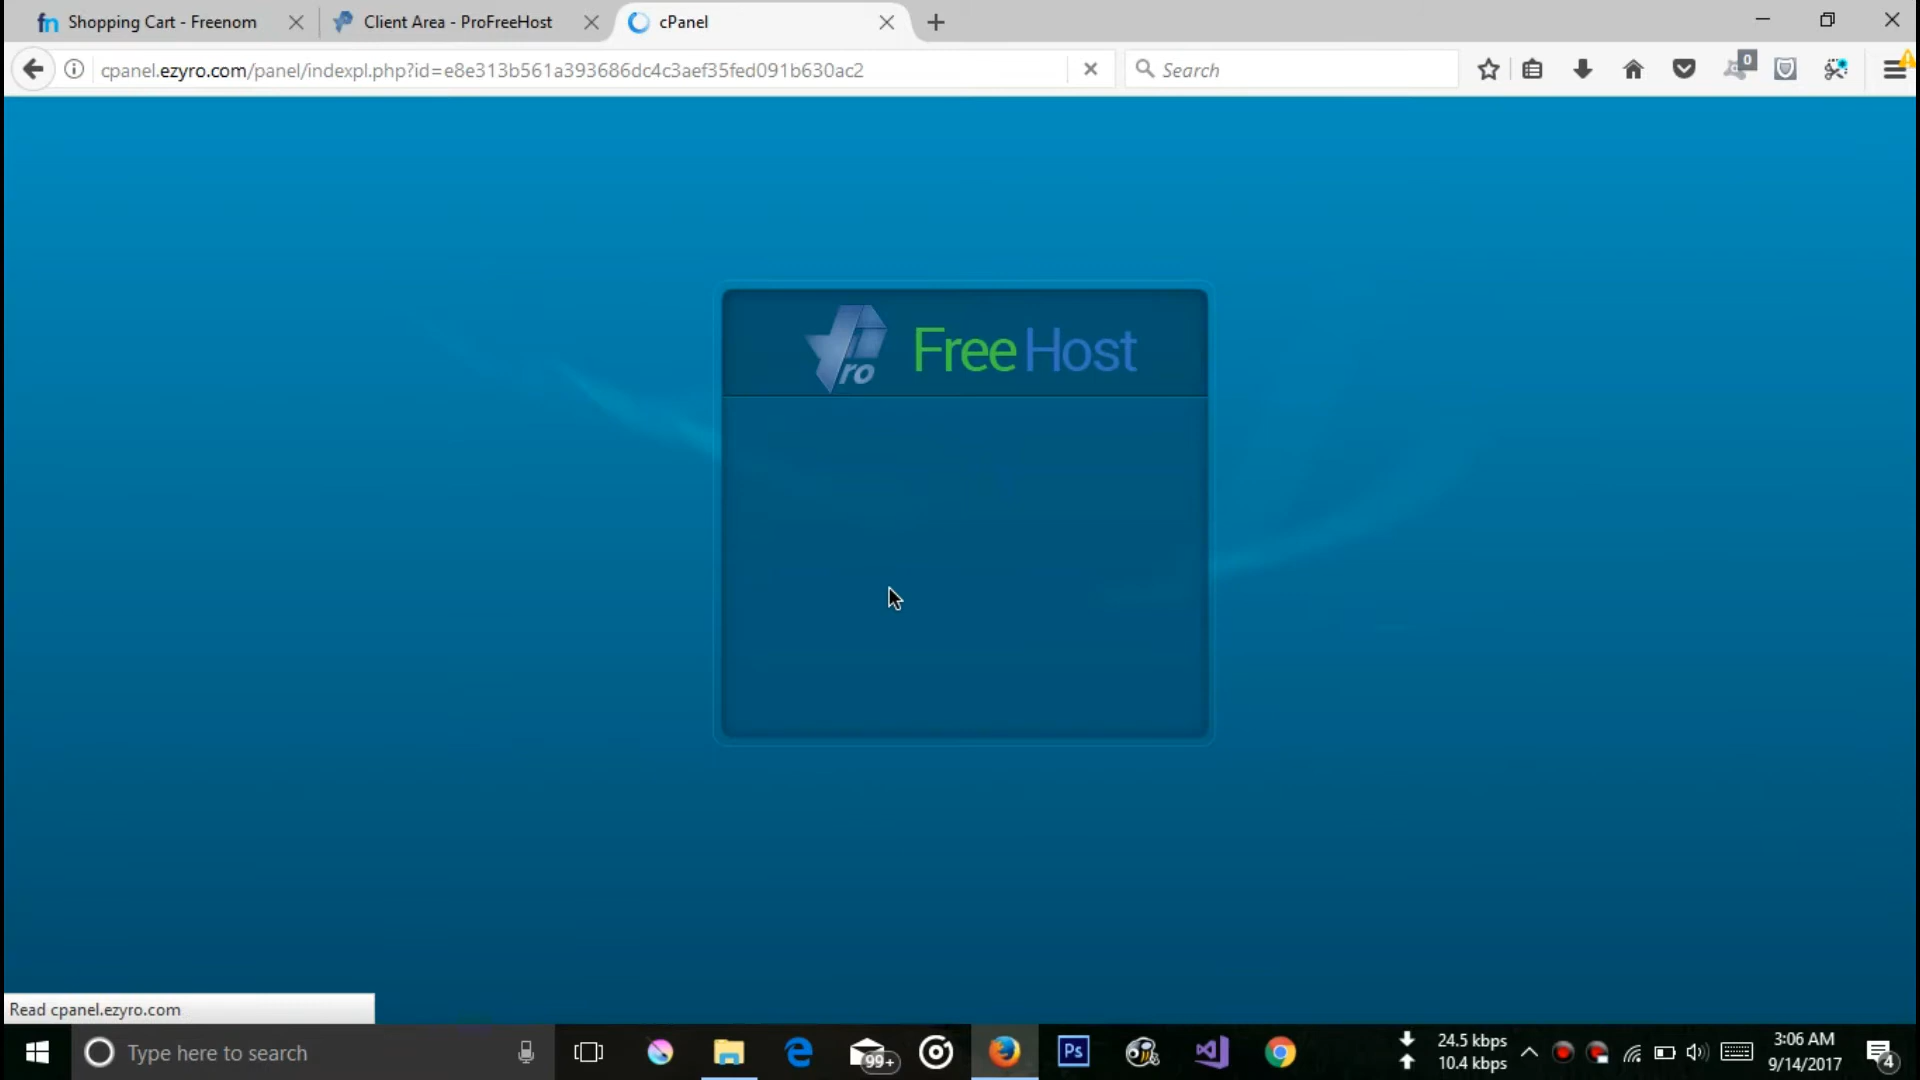 Shopping Cart - Freenom
Client Area - ProFreeHost
cPanel
cpanel.ezyro.com/panel/indexpl.php?id=e8e313b561a393686dc4c3aef35fed091b630ac2
Search
0
ro FreeHost
Read cpanel.ezyro.com
Type here to search
99+
Ps
24.5 kbps
10.4 kbps
3:06 AM
9/14/2017
4